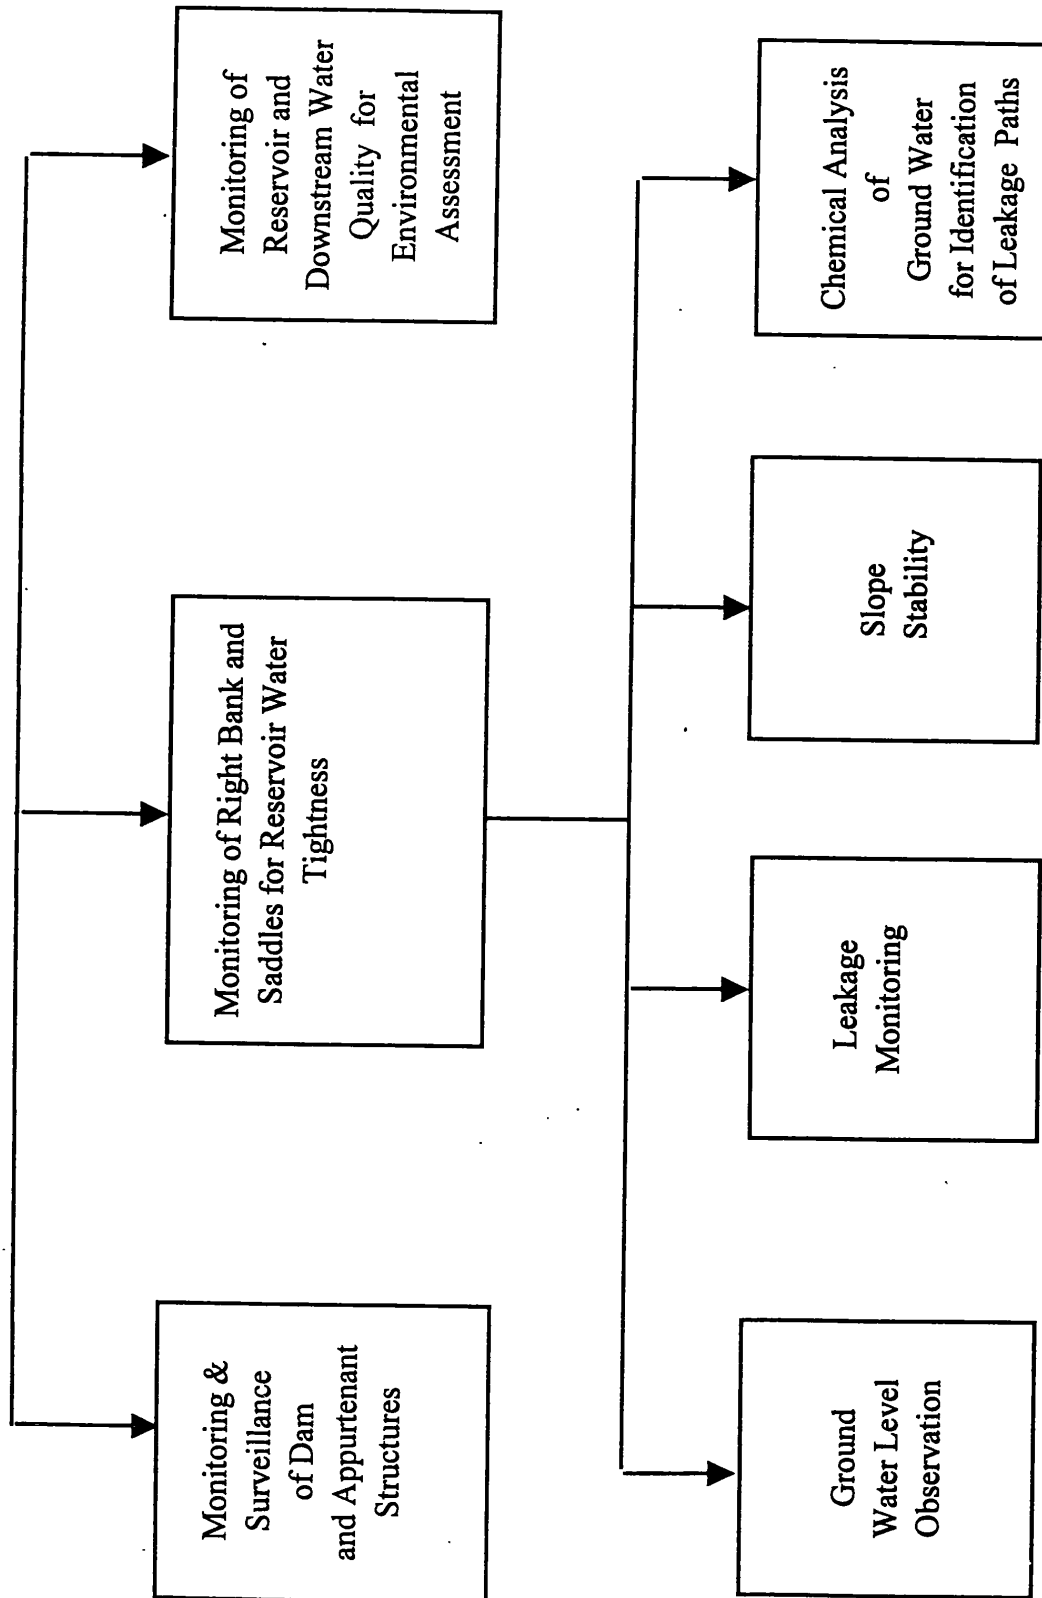 Monitoring &
Surveillance
of Dam
and Appurtenant
Structures
Monitoring of Right Bank and
Saddles for Reservoir Water
Tightness
Monitoring of
Reservoir and
Downstream Water
Quality for
Environmental
Assessment
Ground
Water Level
Observation
Leakage
Monitoring
Slope
Stability
Chemical Analysis
of
Ground Water
for Identification
of Leakage Paths